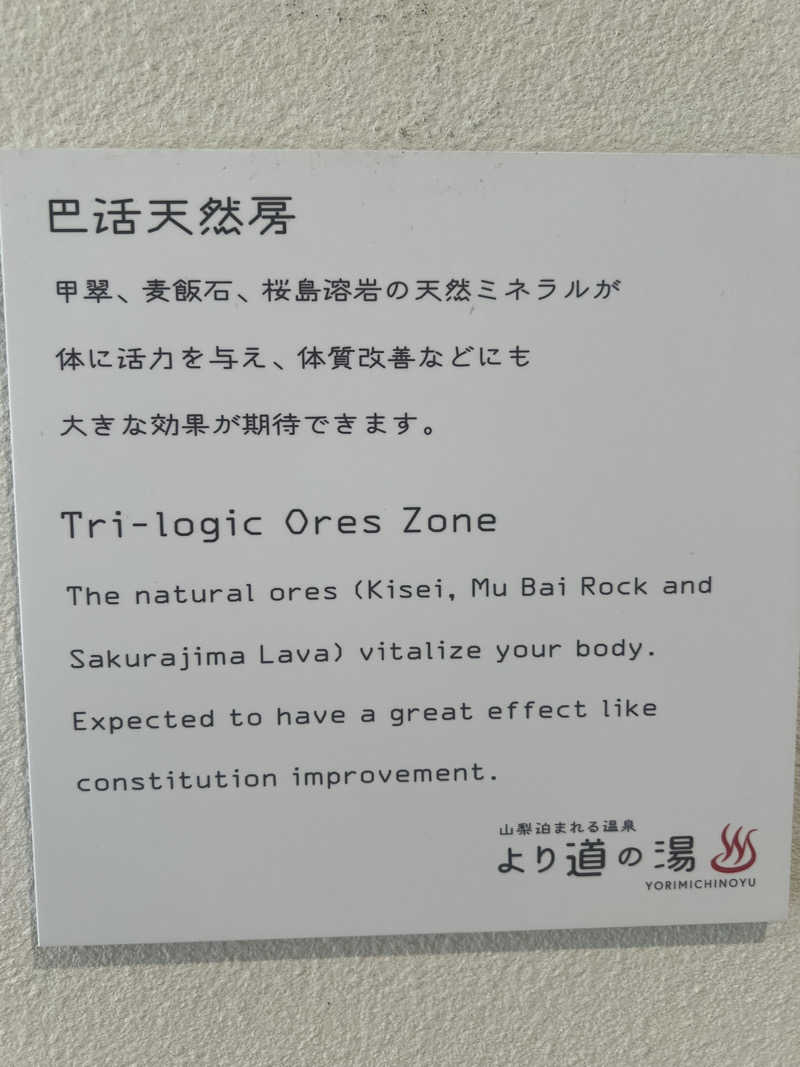 巴活天然房
甲翠、麦飯石、桜島溶岩の天然ミネラルが
体に活力を与え、体質改善などにも
大きな効果が期待できます。
Tri-logic Ores Zone
The natural ores (Kisei, Mu Bai Rock and
Sakurajima Lava) vitalize your body.
Expected to have a great effect like
constitution improvement.
山梨泊まれる温泉
より道の湯
YORIMICHINOYU